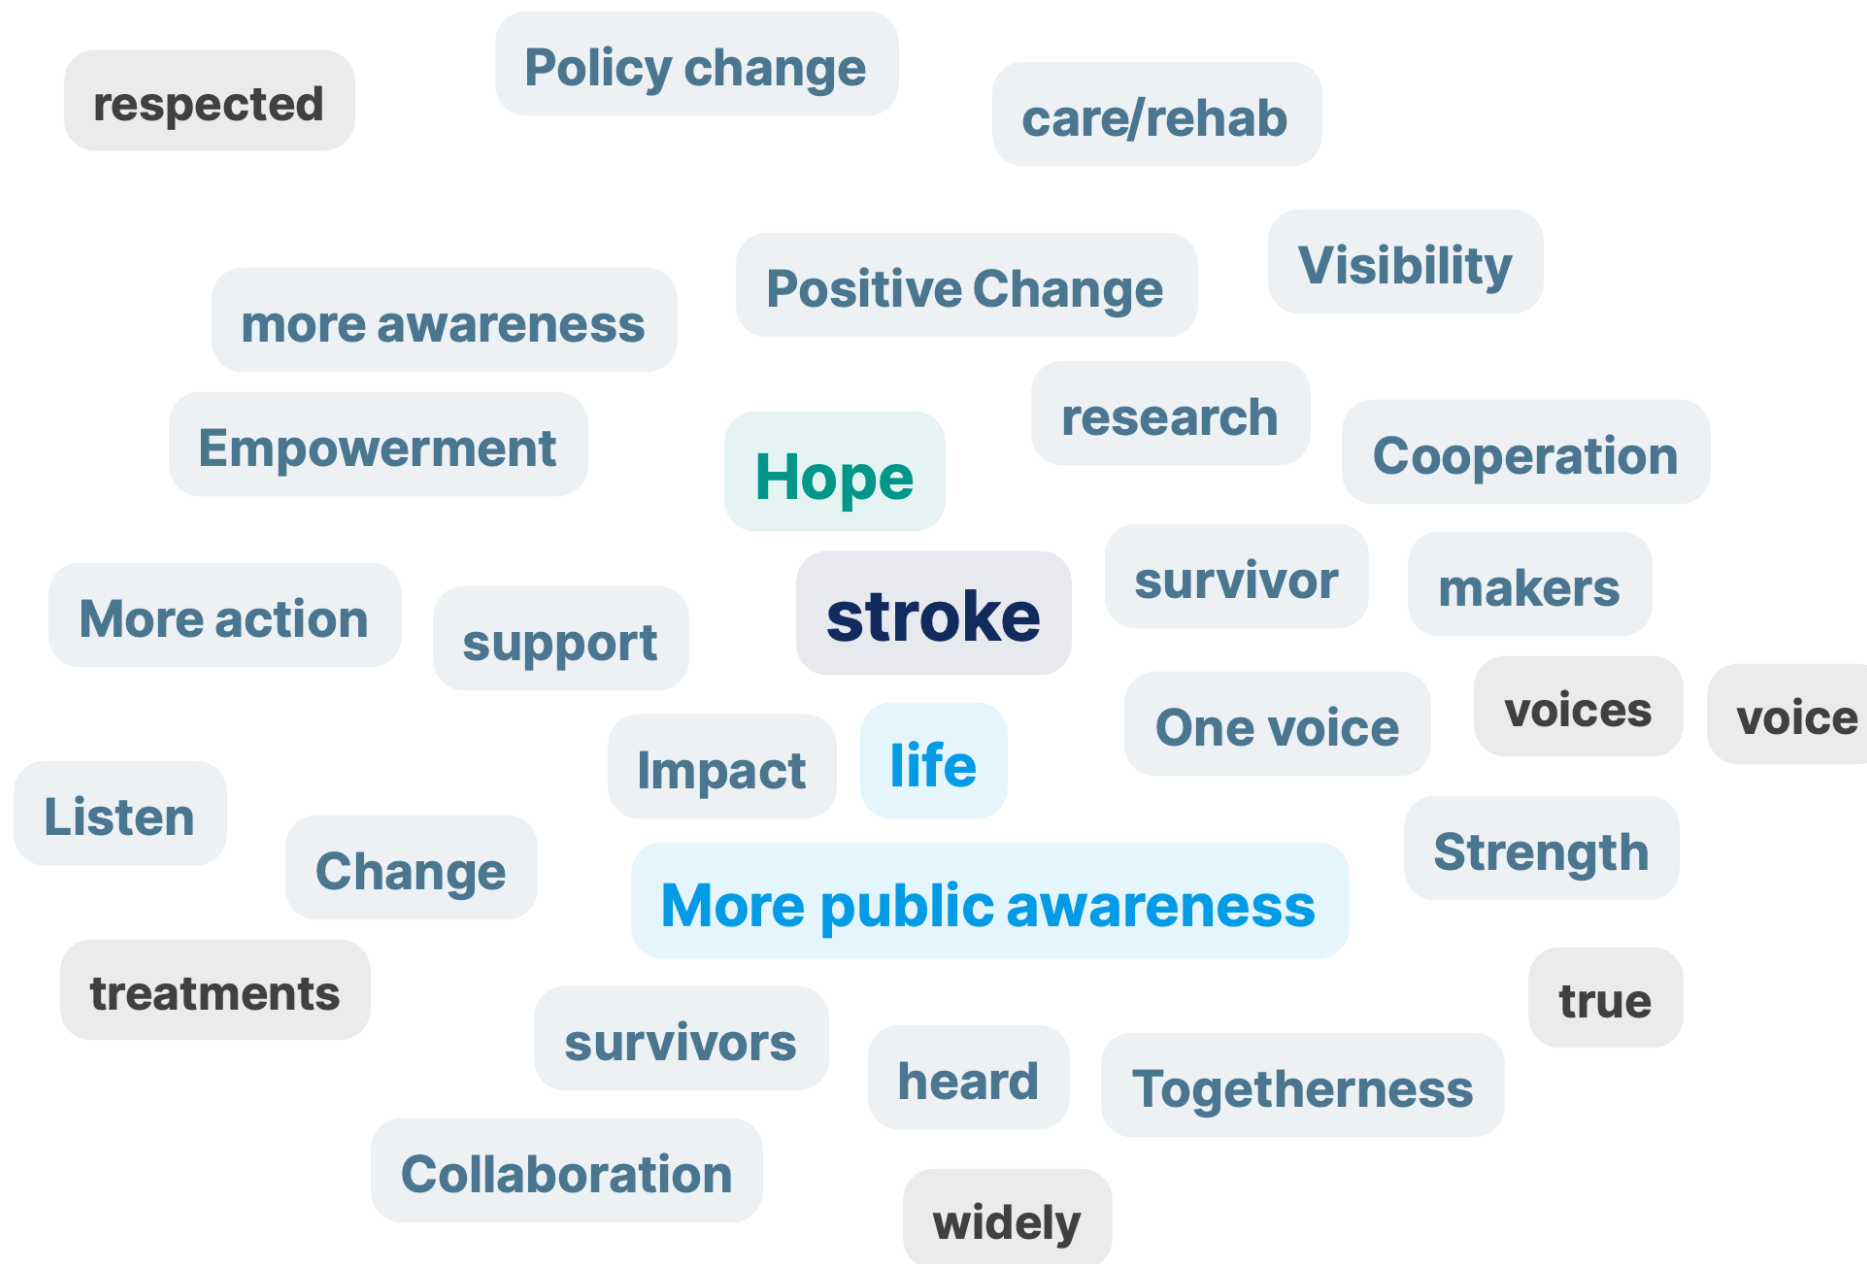 Policy change
respected
care/rehab
Visibility
Positive Change
more awareness
research
Empowerment
Cooperation
Hope
survivor
makers
stroke
More action
support
voices
voice
One voice
life
Impact
Listen
Strength
Change
More public awareness
treatments
true
survivors
heard
Togetherness
Collaboration
widely